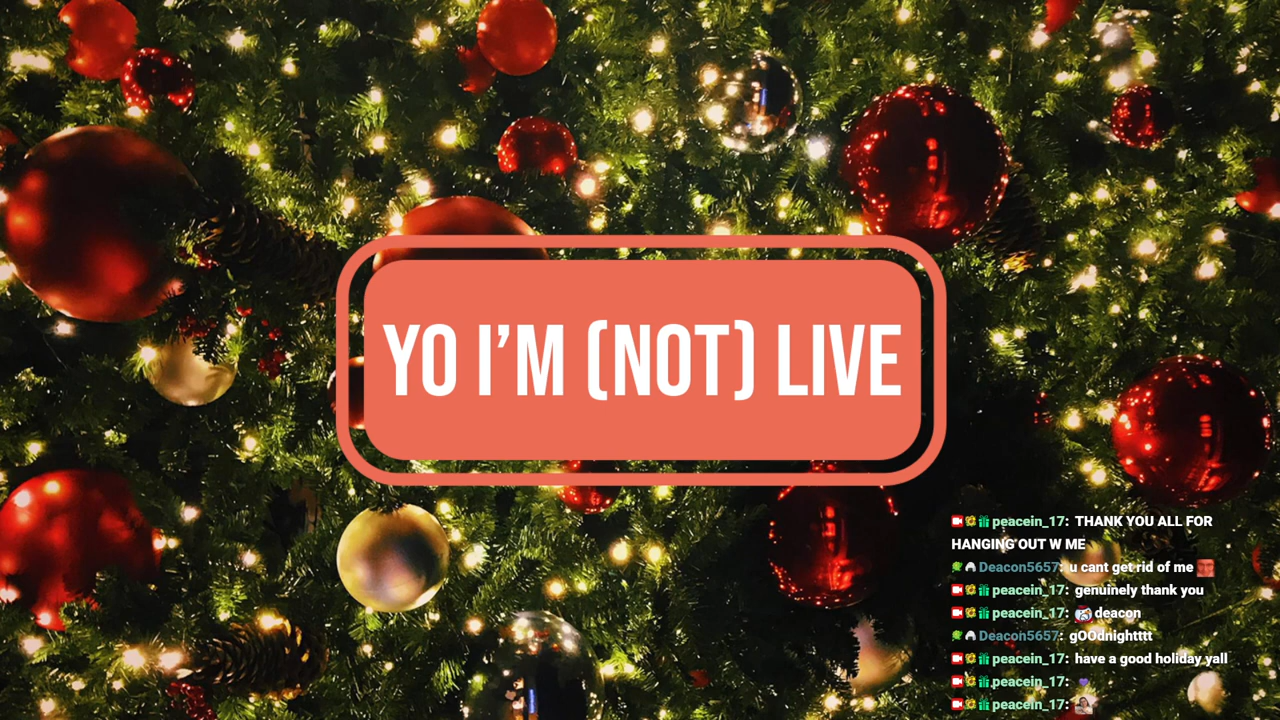 YO I'M (NOT) LIVE
peacein_17: THANK YOU ALL FOR
HANGING OUT W ME
Deacon5657: u cant get rid of me
peacein_17: genuinely thank you
peacein_17: deacon
Deacon5657: gOOdnightttt
peacein_17: have a good holiday yall
peacein_17:
peacein_17: